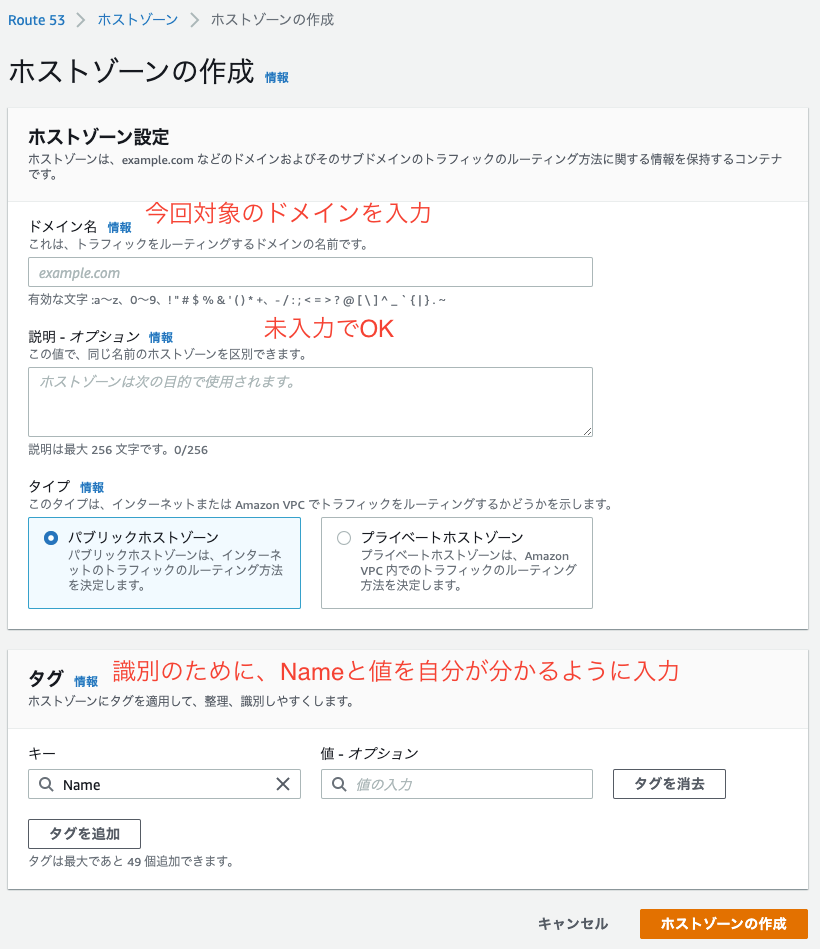 Route 53 > ホストゾーン > ホストゾーンの作成
ホストゾーンの作成 情報
ホストゾーン設定
ホストゾーンは、example.com などのドメインおよびそのサブドメインのトラフィックのルーティング方法に関する情報を保持するコンテナ
です。
今回対象のドメインを入力
ドメイン名 情報
これは、トラフィックをルーティングするドメインの名前です。
example.com
有効な文字 :a〜z、0〜9、! " # $ % & ' ( ) * +、- / : ; < = > ? @ [ \ ] ^ _ ` { | } . ~
未入力でOK
説明 - オプション 情報
この値で、同じ名前のホストゾーンを区別できます。
ホストゾーンは次の目的で使用されます。
説明は最大 256 文字です。0/256
タイプ 情報
このタイプは、インターネットまたは Amazon VPC でトラフィックをルーティングするかどうかを示します。
パブリックホストゾーン
パブリックホストゾーンは、インターネ
ットのトラフィックのルーティング方法
を決定します。
プライベートホストゾーン
プライベートホストゾーンは、Amazon
VPC 内でのトラフィックのルーティング
方法を決定します。
タグ 情報 識別のために、Nameと値を自分が分かるように入力
ホストゾーンにタグを適用して、整理、識別しやすくします。
キー
値 - オプション
Name
値の入力
タグを消去
タグを追加
タグは最大であと 49 個追加できます。
キャンセル
ホストゾーンの作成